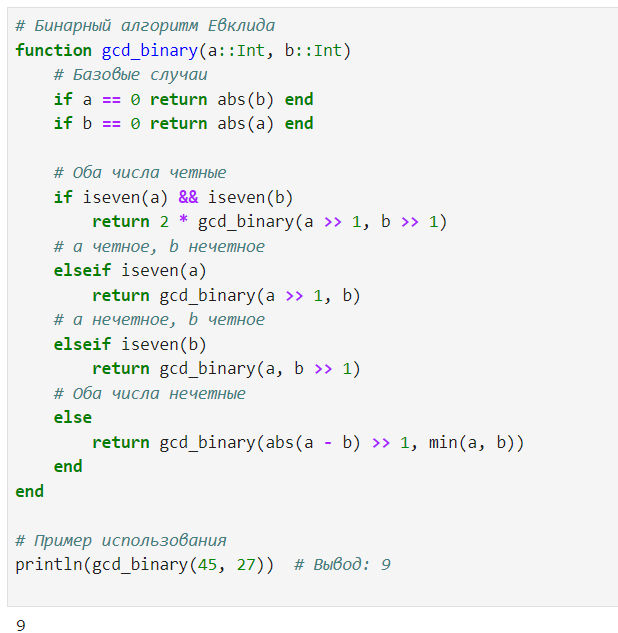 # Бинарный алгоритм Евклида
function gcd_binary(a::Int, b::Int)
    # Базовые случаи
    if a == 0 return abs(b) end
    if b == 0 return abs(a) end

    # Оба числа четные
    if iseven(a) && iseven(b)
        return 2 * gcd_binary(a >> 1, b >> 1)
    # a четное, b нечетное
    elseif iseven(a)
        return gcd_binary(a >> 1, b)
    # a нечетное, b четное
    elseif iseven(b)
        return gcd_binary(a, b >> 1)
    # Оба числа нечетные
    else
        return gcd_binary(abs(a - b) >> 1, min(a, b))
    end
end

# Пример использования
println(gcd_binary(45, 27))  # Вывод: 9
9